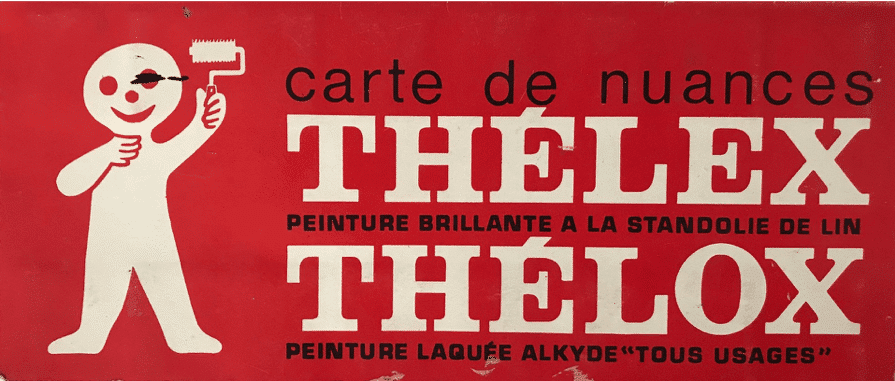 carte de nuances
THÉLEX
PEINTURE BRILLANTE A LA STANDOLIE DE LIN
THÉLOX
PEINTURE LAQUÉE ALKYDE “TOUS USAGES”